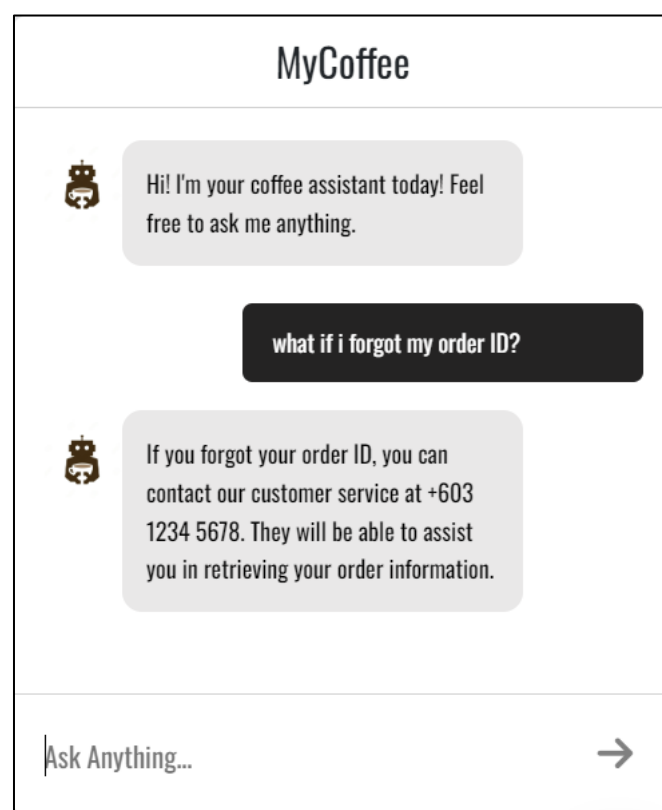 MyCoffee
Hi! I'm your coffee assistant today! Feel
free to ask me anything.
what if i forgot my order ID?
If you forgot your order ID, you can
contact our customer service at +603
1234 5678. They will be able to assist
you in retrieving your order information.
Ask Anything...